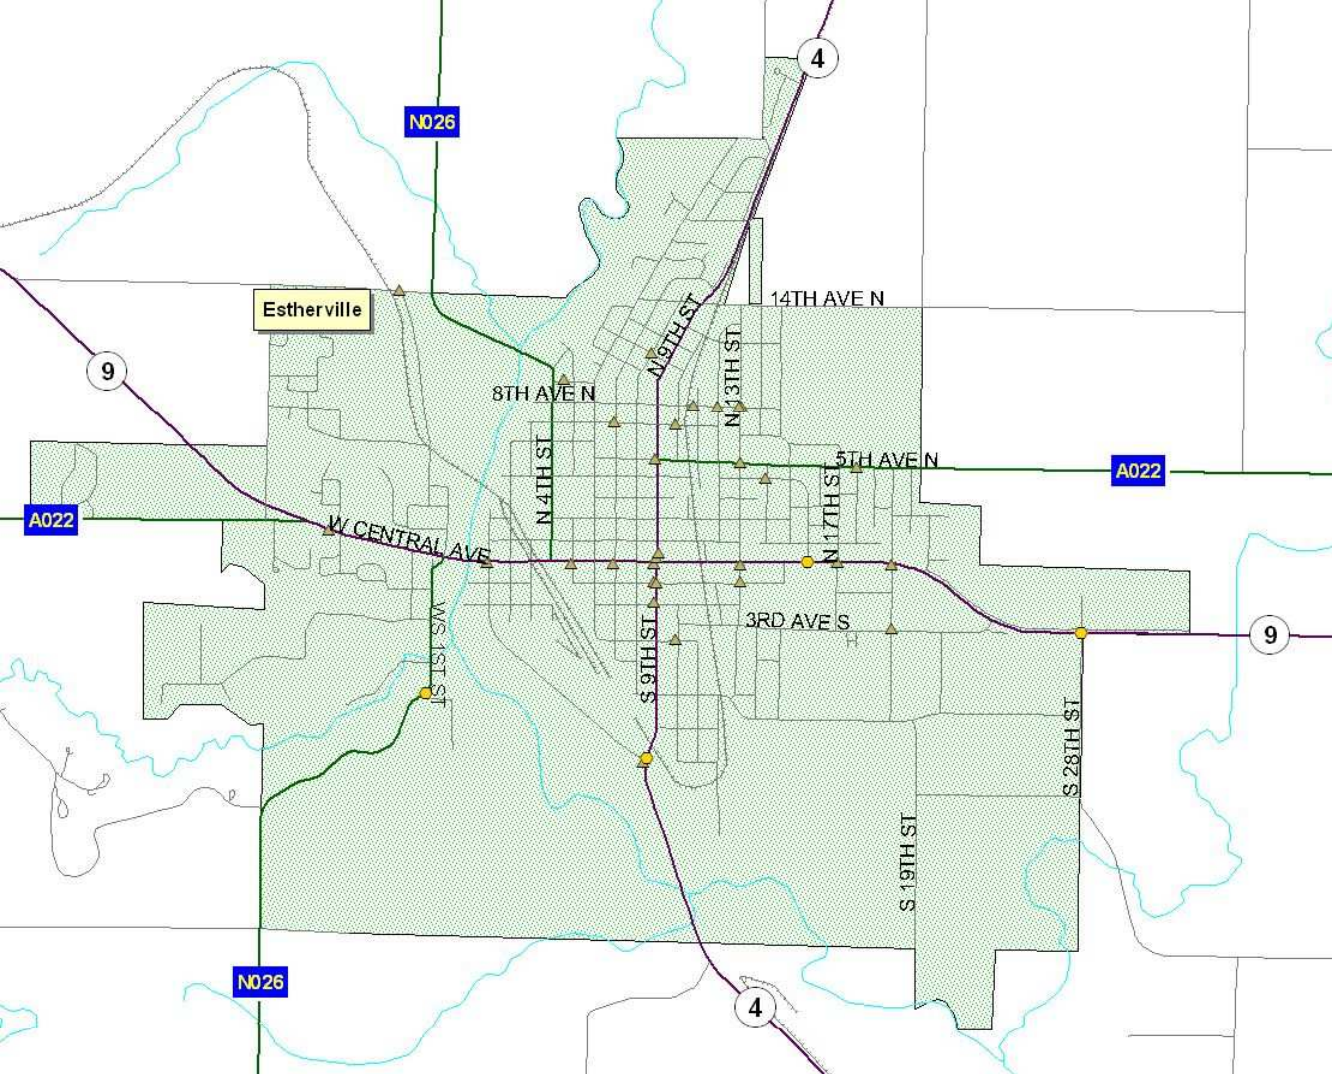 4
N026
14TH AVE N
Estherville
N 9TH ST
N 13TH ST
9
8TH AVE N
5TH AVE N
A022
N 4TH ST
N 17TH ST
A022
W CENTRAL AVE
3RD AVE S
WS 1ST ST
9
S 9TH ST
S 28TH ST
S 19TH ST
N026
4